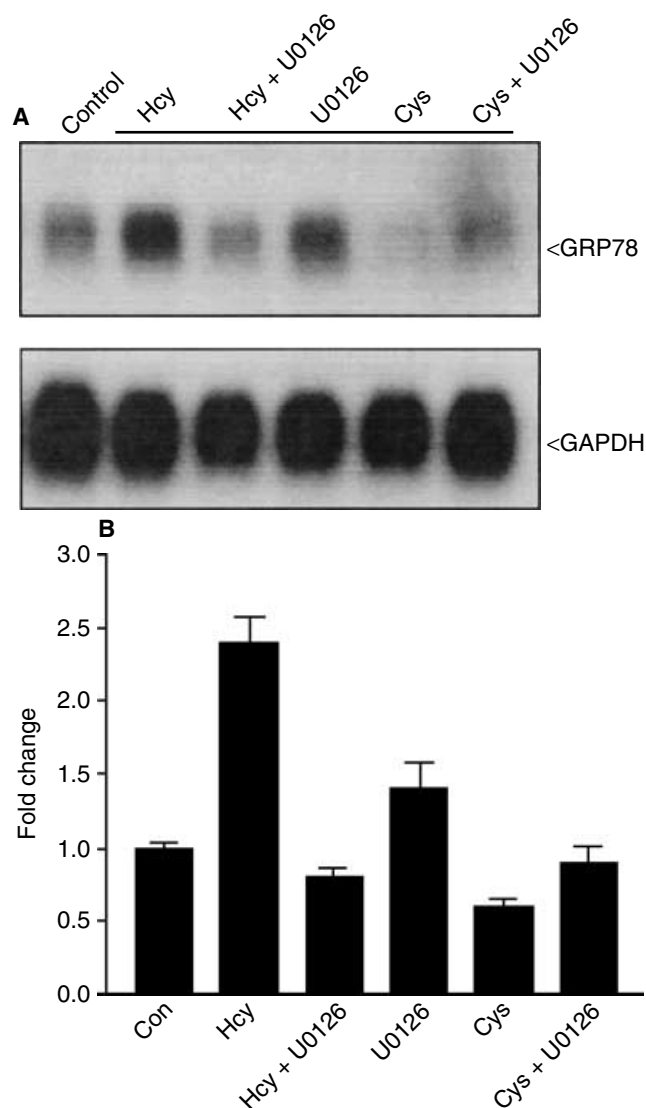 A
Control
Hcy
Hcy + U0126
U0126
Cys
Cys + U0126
<GRP78
<GAPDH
B
Fold change
3.0
2.5
2.0
1.5
1.0
0.5
0.0
Con
Hcy
Hcy + U0126
U0126
Cys
Cys + U0126